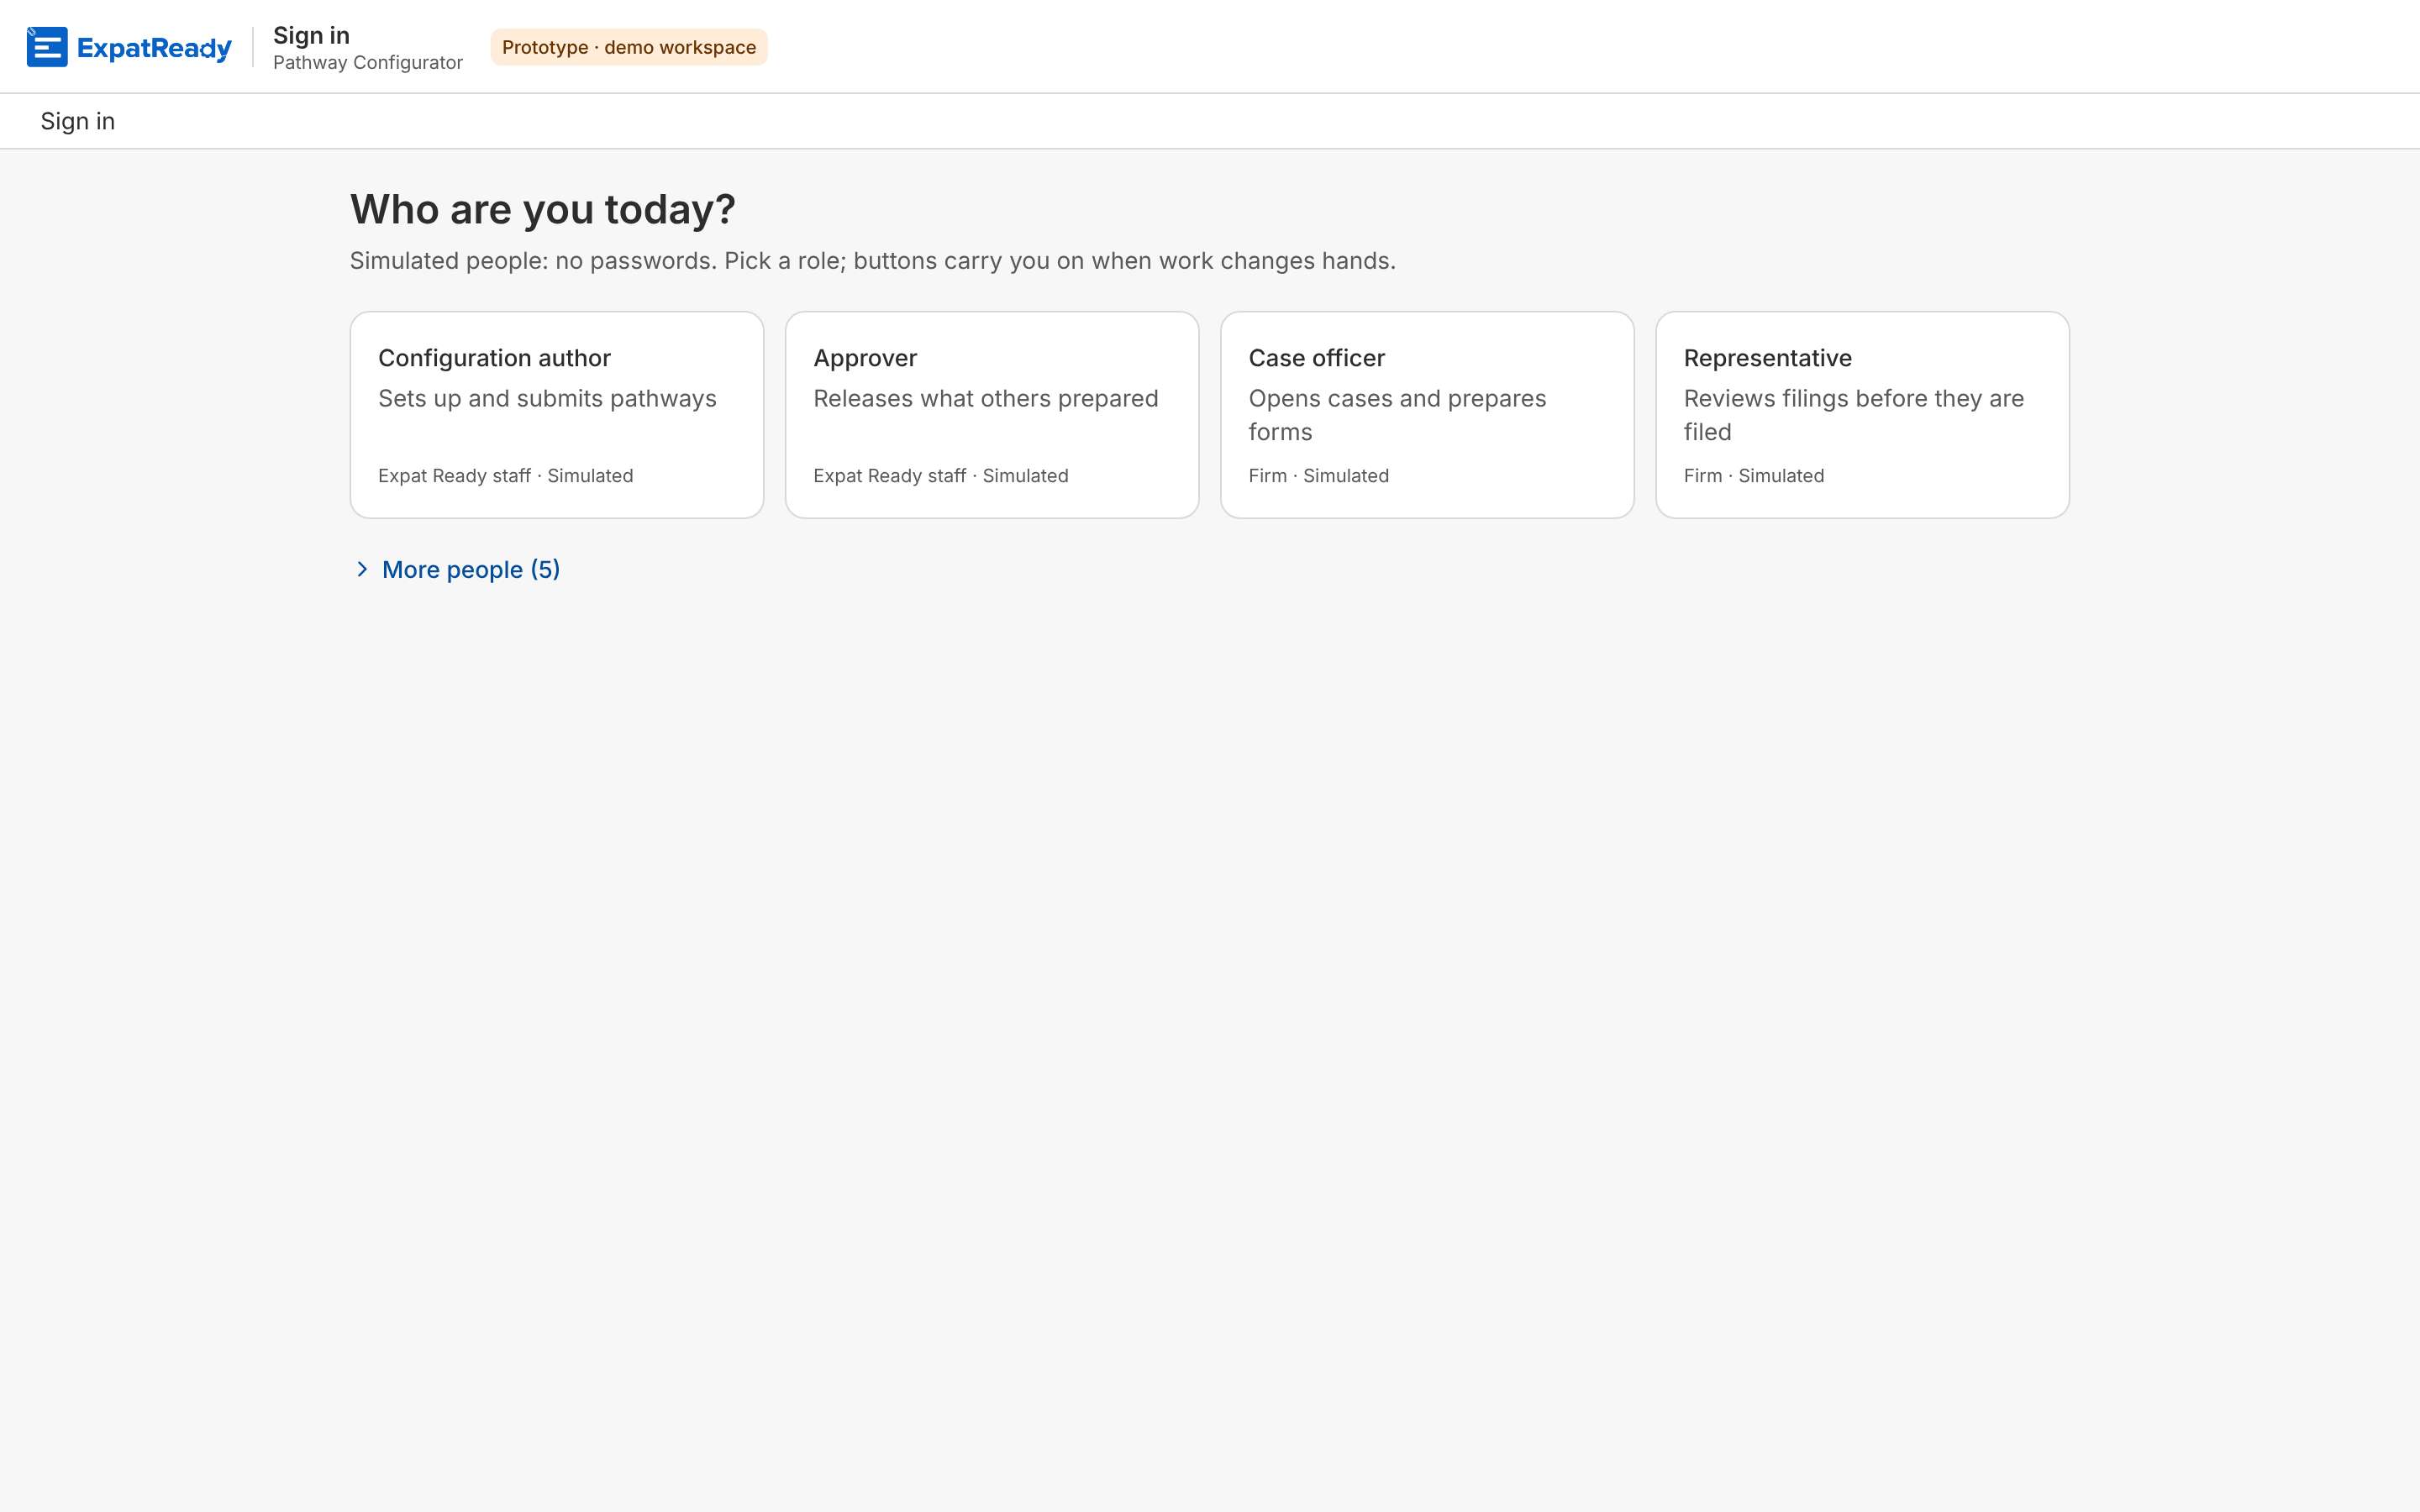 ExpatReady
Sign in
Pathway Configurator
Prototype · demo workspace
Sign in
Who are you today?
Simulated people: no passwords. Pick a role; buttons carry you on when work changes hands.
Configuration author
Sets up and submits pathways
Expat Ready staff · Simulated
Approver
Releases what others prepared
Expat Ready staff · Simulated
Case officer
Opens cases and prepares
forms
Firm · Simulated
Representative
Reviews filings before they are
filed
Firm · Simulated
More people (5)